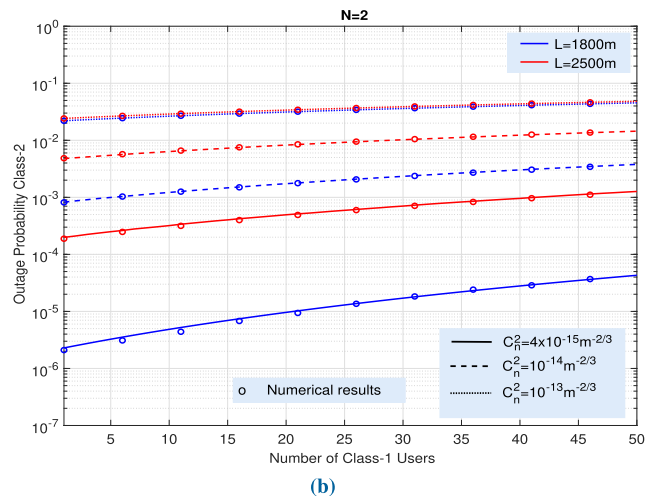 N=2
10^0
10^-1
10^-2
10^-3
10^-4
10^-5
10^-6
10^-7
Outage Probability Class-2
L=1800m
L=2500m
C_n^2=4x10^-15m^-2/3
C_n^2=10^-14m^-2/3
C_n^2=10^-13m^-2/3
Numerical results
5 10 15 20 25 30 35 40 45 50
Number of Class-1 Users
(b)